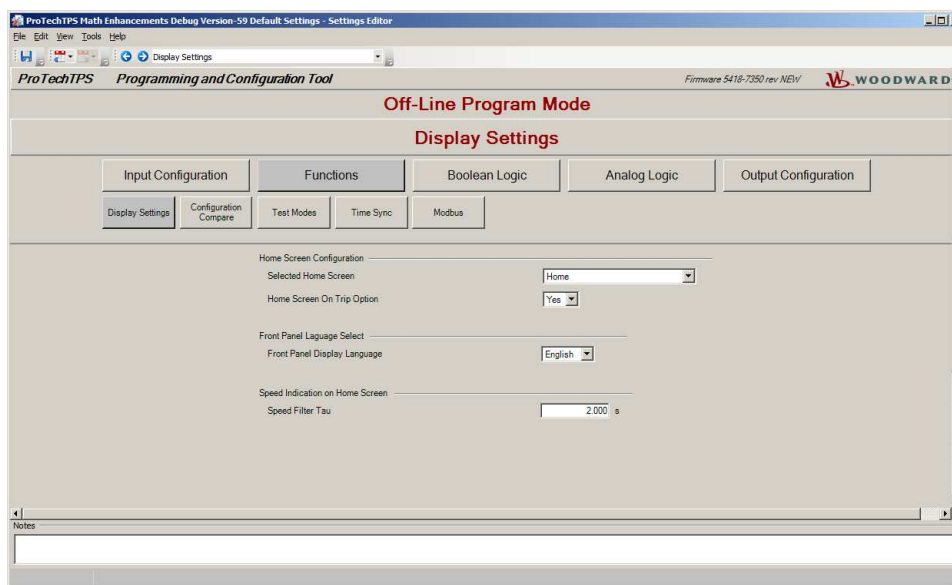 ProTechTPS Math Enhancements Debug Version-59 Default Settings - Settings Editor
File Edit View Tools Help
Display Settings
ProTechTPS Programming and Configuration Tool Firmware 5418-7350 rev NEW WOODWARD
Off-Line Program Mode
Display Settings
Input Configuration Functions Boolean Logic Analog Logic Output Configuration
Display Settings Configuration Compare Test Modes Time Sync Modbus
Home Screen Configuration
Selected Home Screen Home
Home Screen On Trip Option Yes
Front Panel Laguage Select
Front Panel Display Language English
Speed Indication on Home Screen
Speed Filter Tau 2.000 s
Notes